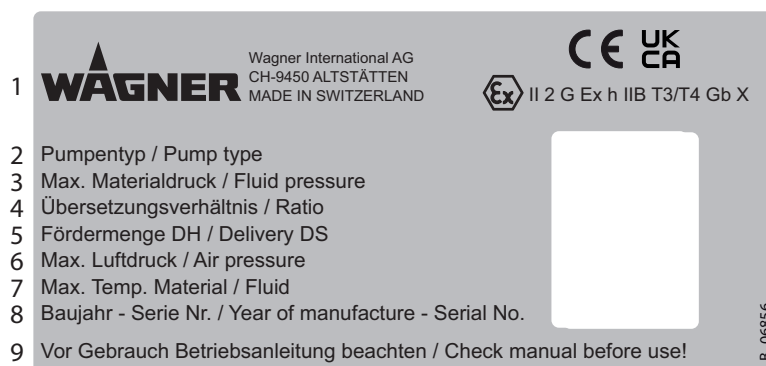 Wagner International AG
CH-9450 ALTSTÄTTEN
MADE IN SWITZERLAND
CE UK CA
1 WAGNER
Ex II 2 G Ex h IIB T3/T4 Gb X
2 Pumpentyp / Pump type
3 Max. Materialdruck / Fluid pressure
4 Übersetzungsverhältnis / Ratio
5 Fördermenge DH / Delivery DS
6 Max. Luftdruck / Air pressure
7 Max. Temp. Material / Fluid
8 Baujahr - Serie Nr. / Year of manufacture - Serial No.
9 Vor Gebrauch Betriebsanleitung beachten / Check manual before use!
B_06856